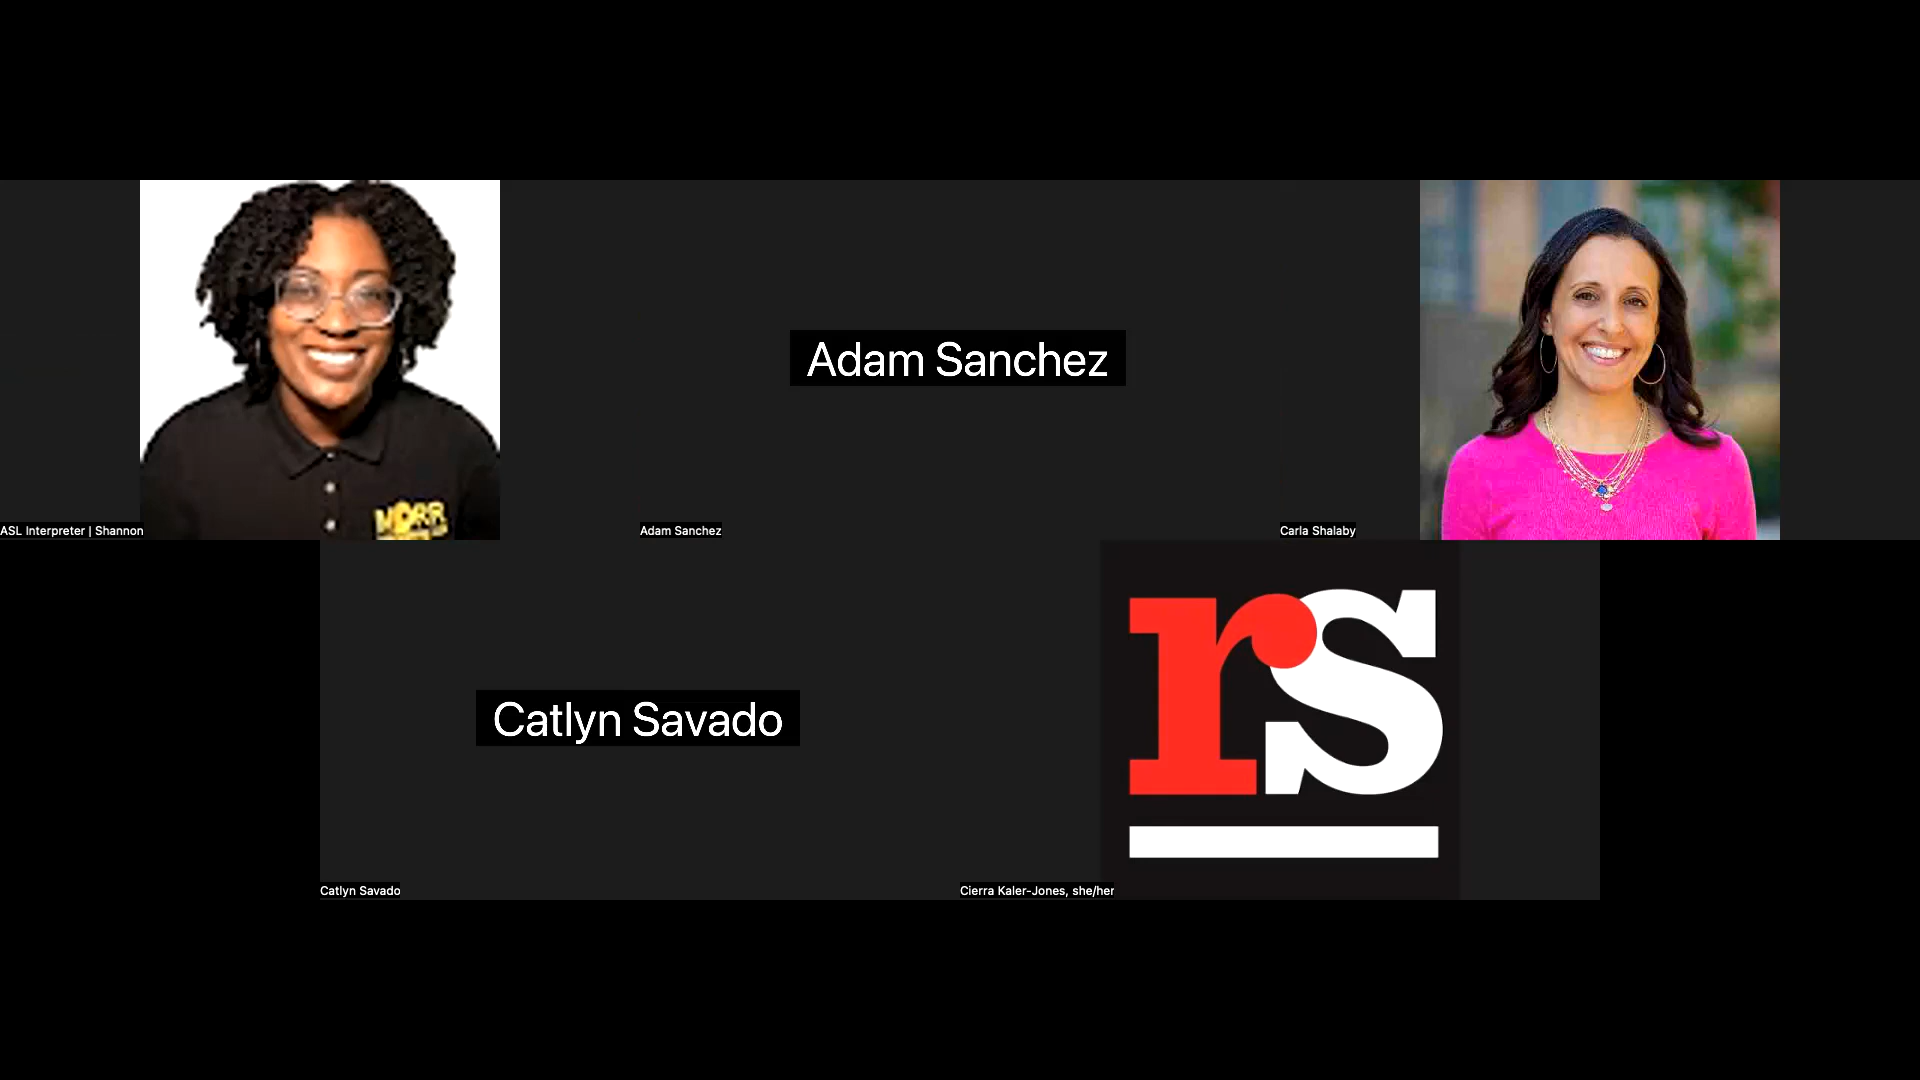 Adam Sanchez
MORR
ASL Interpreter | Shannon
Adam Sanchez
Carla Shalaby
Catlyn Savado
rs
Catlyn Savado
Cierra Kaler-Jones, she/her